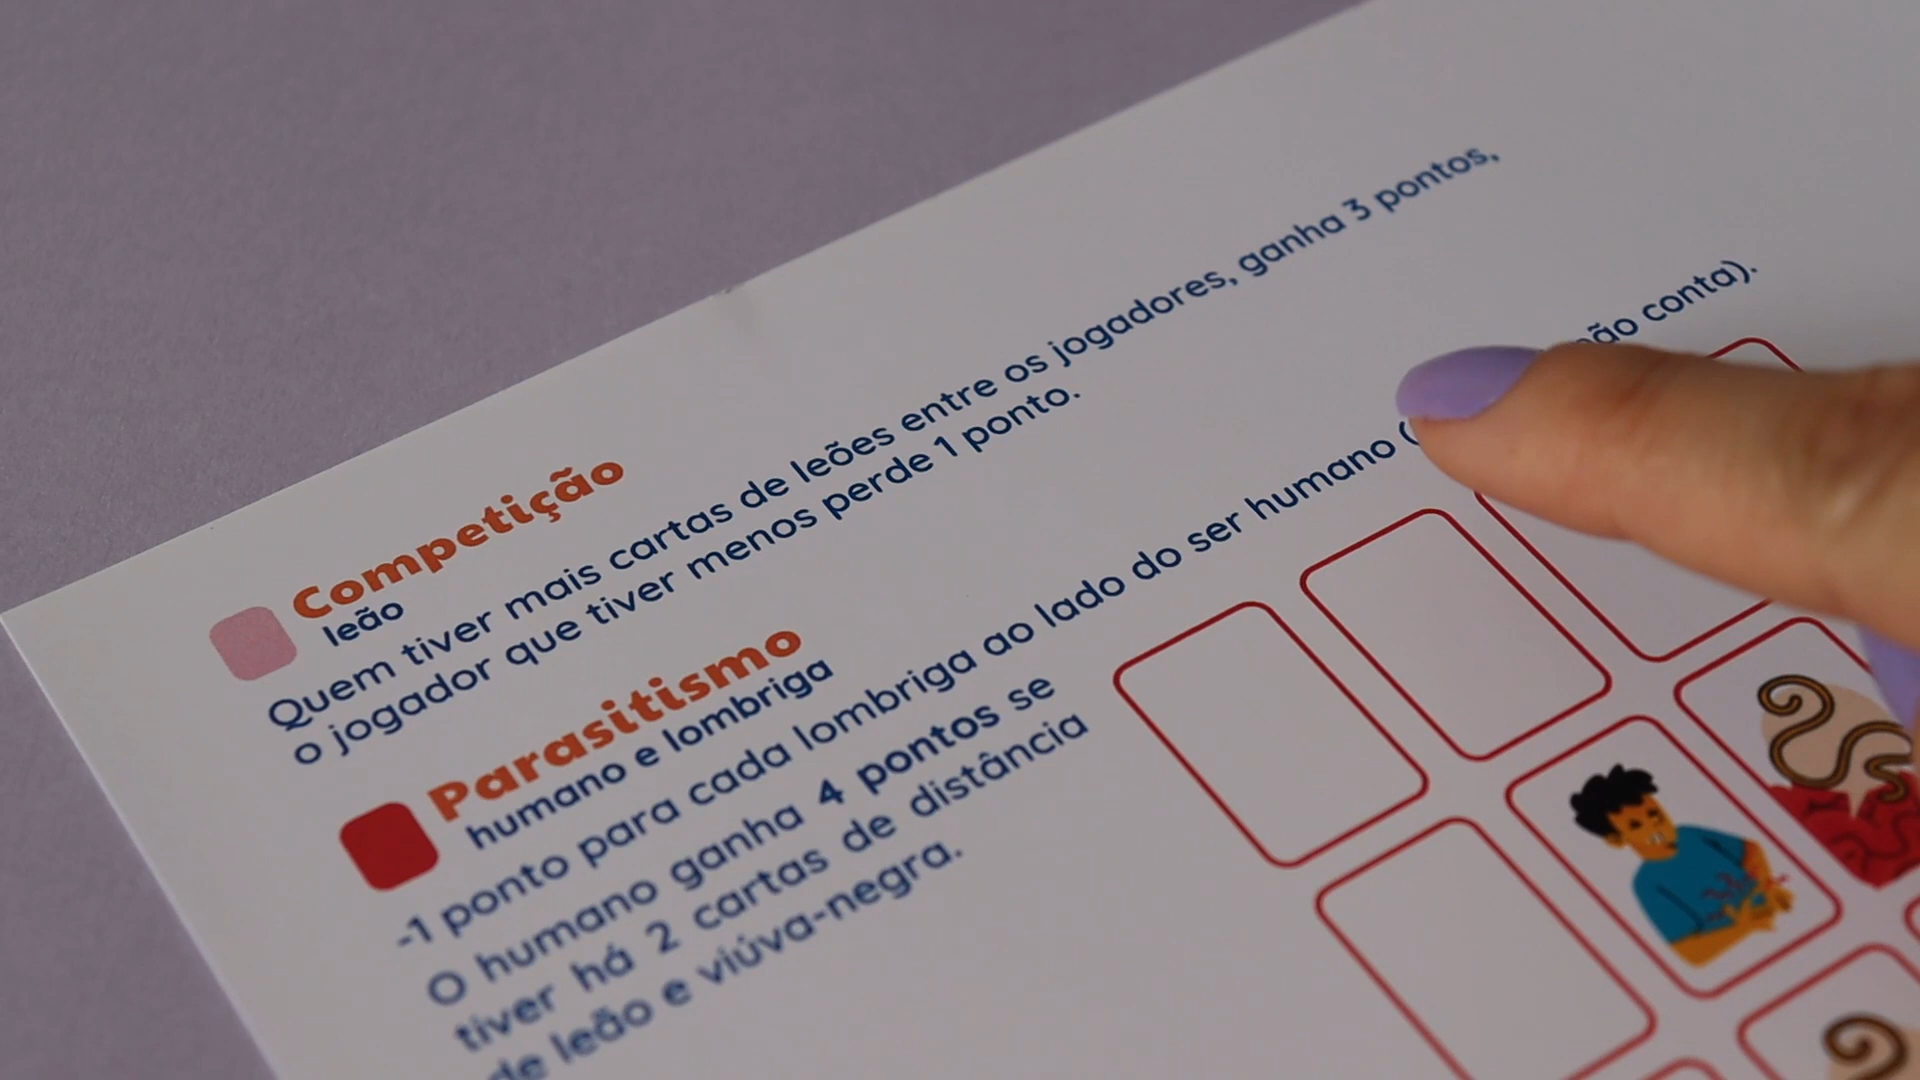 Competição
leão
Quem tiver mais cartas de leões entre os jogadores, ganha 3 pontos,
o jogador que tiver menos perde 1 ponto.
Parasitismo
humano e lombriga
-1 ponto para cada lombriga ao lado do ser humano ( não conta).
O humano ganha 4 pontos se
tiver há 2 cartas de distância
de leão e viúva-negra.